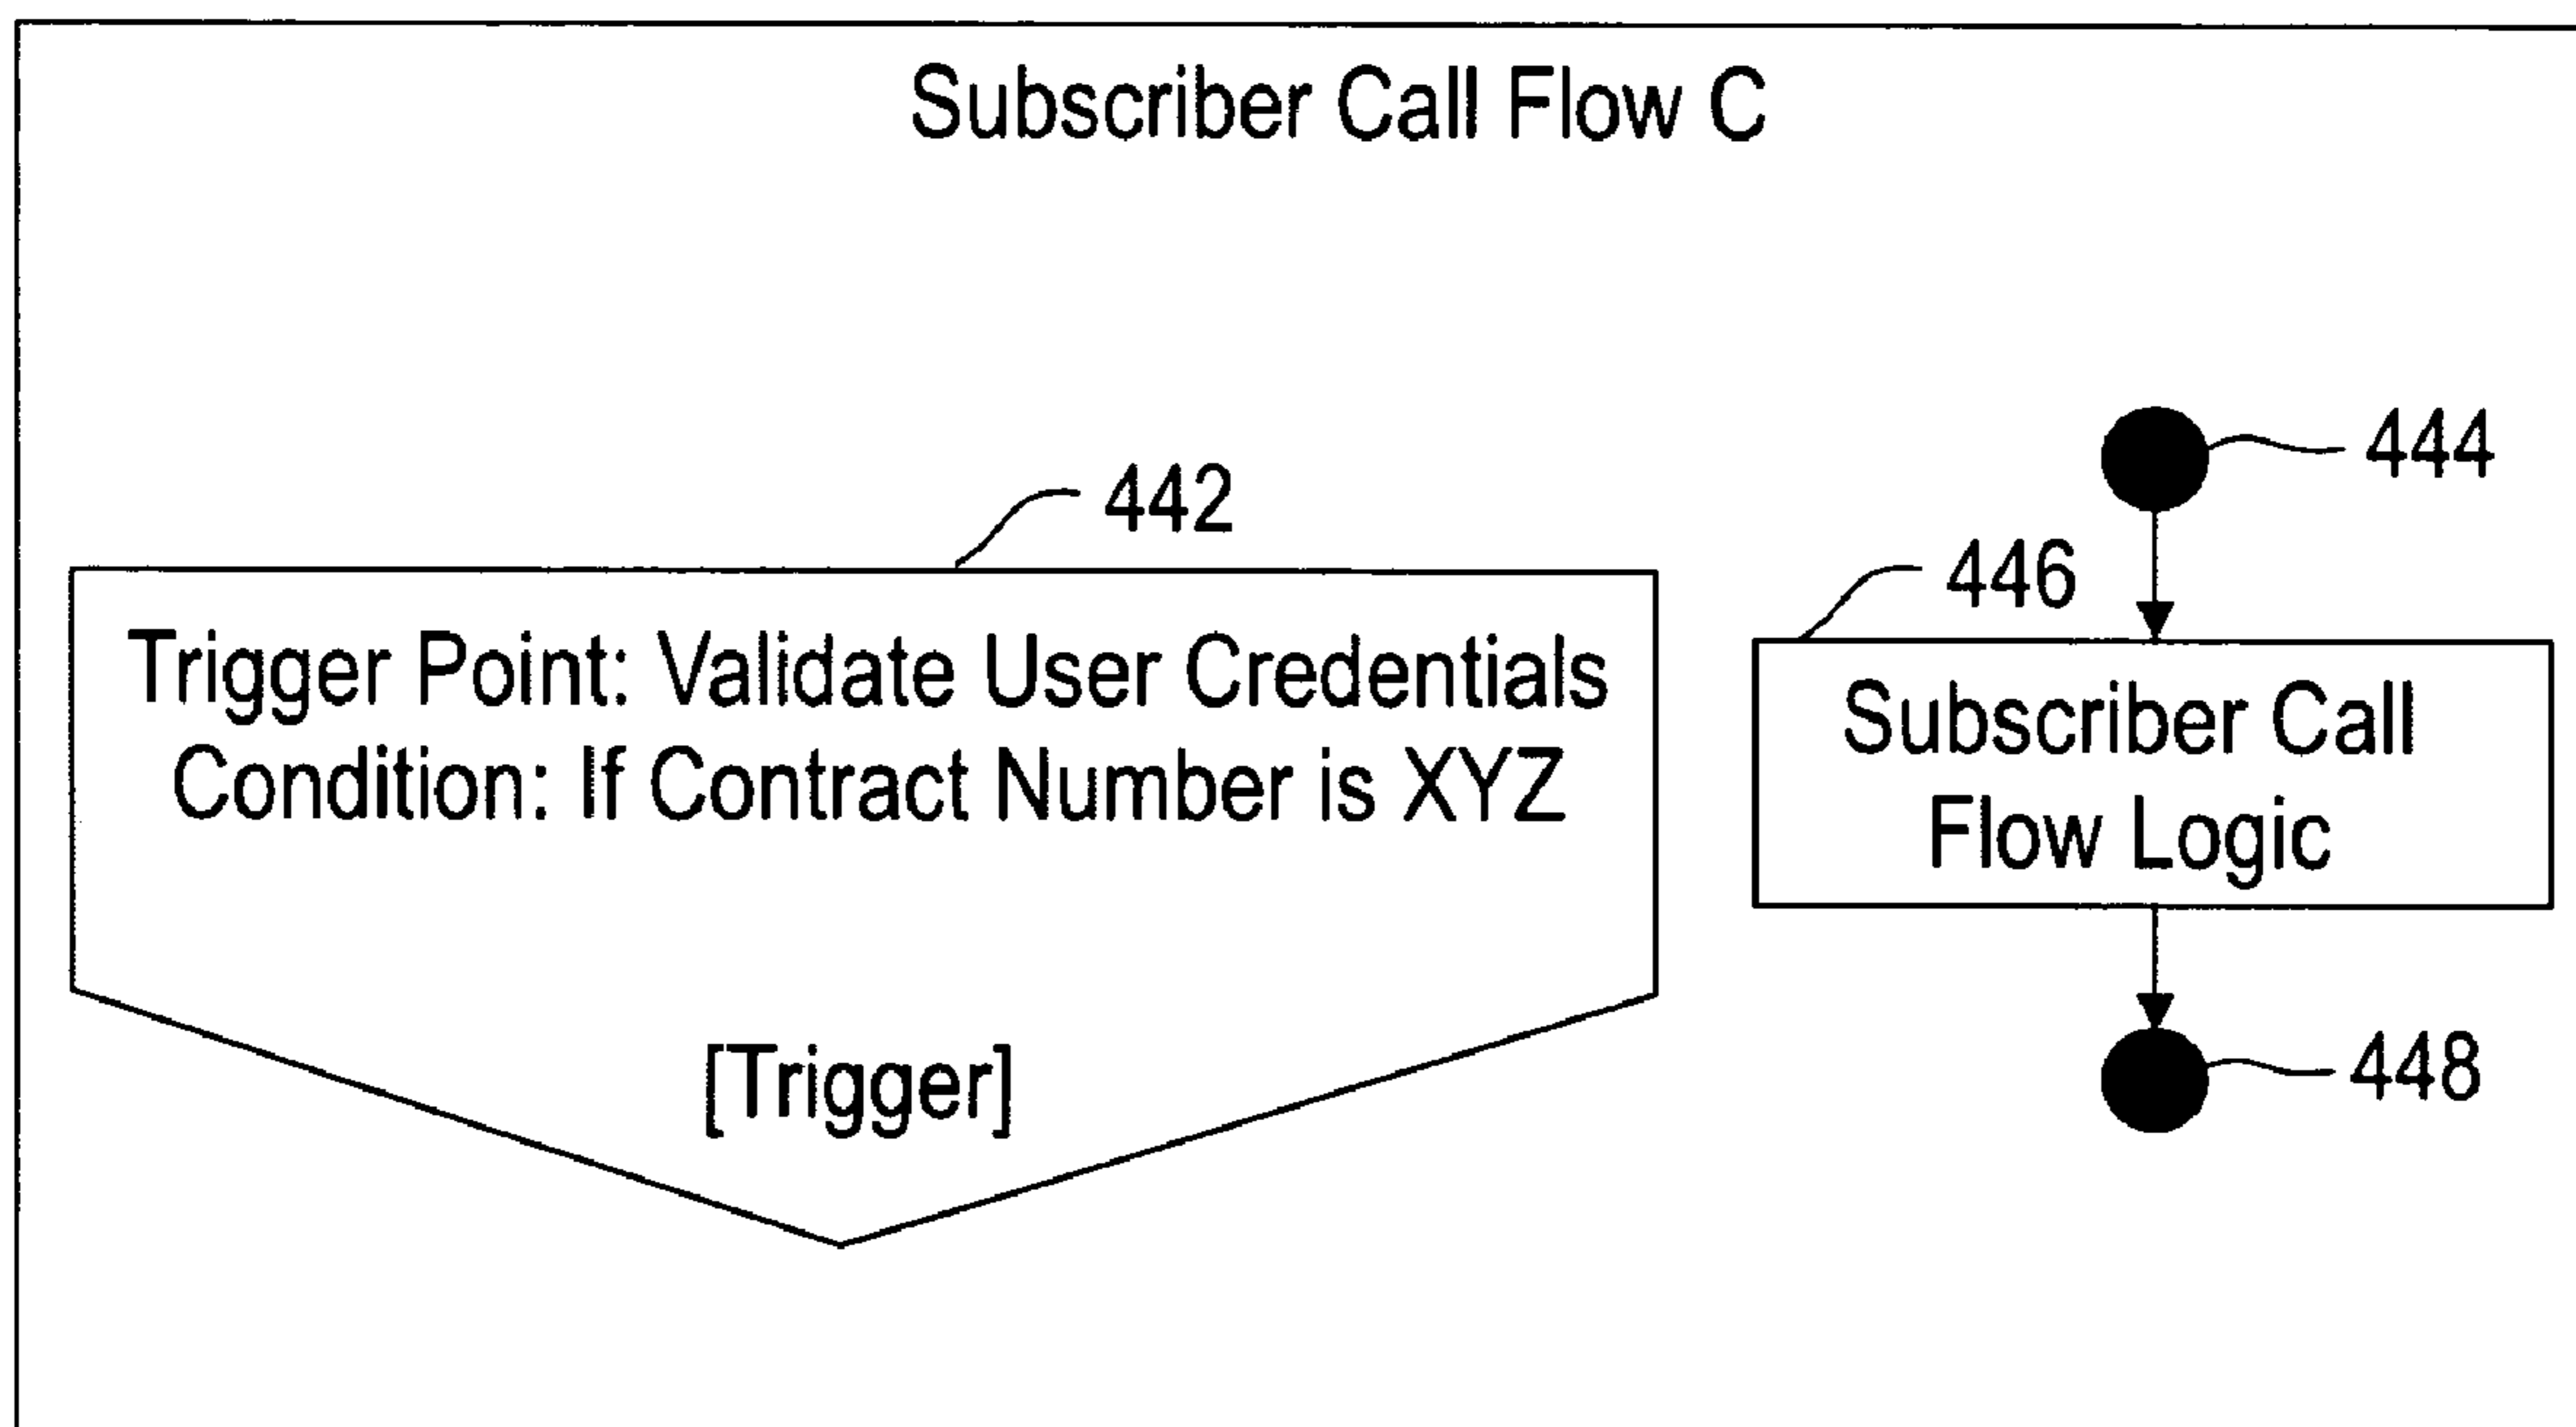 Subscriber Call Flow C
444
442
446
Trigger Point: Validate User Credentials
Condition: If Contract Number is XYZ
[Trigger]
Subscriber Call
Flow Logic
448